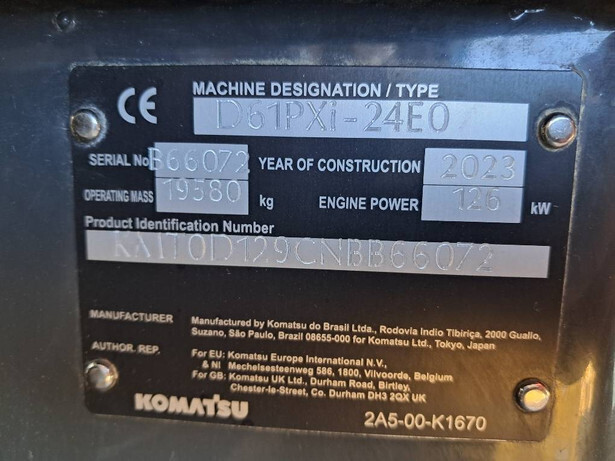 CE
MACHINE DESIGNATION / TYPE
D61PXi-24E0
SERIAL No B66072 YEAR OF CONSTRUCTION 2023
OPERATING MASS 19580 kg ENGINE POWER 126 kW
Product Identification Number
KMT0D129CNBB66072
MANUFACTURER Manufactured by Komatsu do Brasil Ltda., Rodovia Indio Tibiriça, 2000 GuaIio,
Suzano, São Paulo, Brazil 08655-000 for Komatsu Ltd., Tokyo, Japan
AUTHOR. REP. For EU: Komatsu Europe International N.V.,
& NI Mechelsesteenweg 586, 1800, Vilvoorde, Belgium
For GB: Komatsu UK Ltd., Durham Road, Birtley,
Chester-le-Street, Co. Durham DH3 2QX UK
KOMATSU
2A5-00-K1670